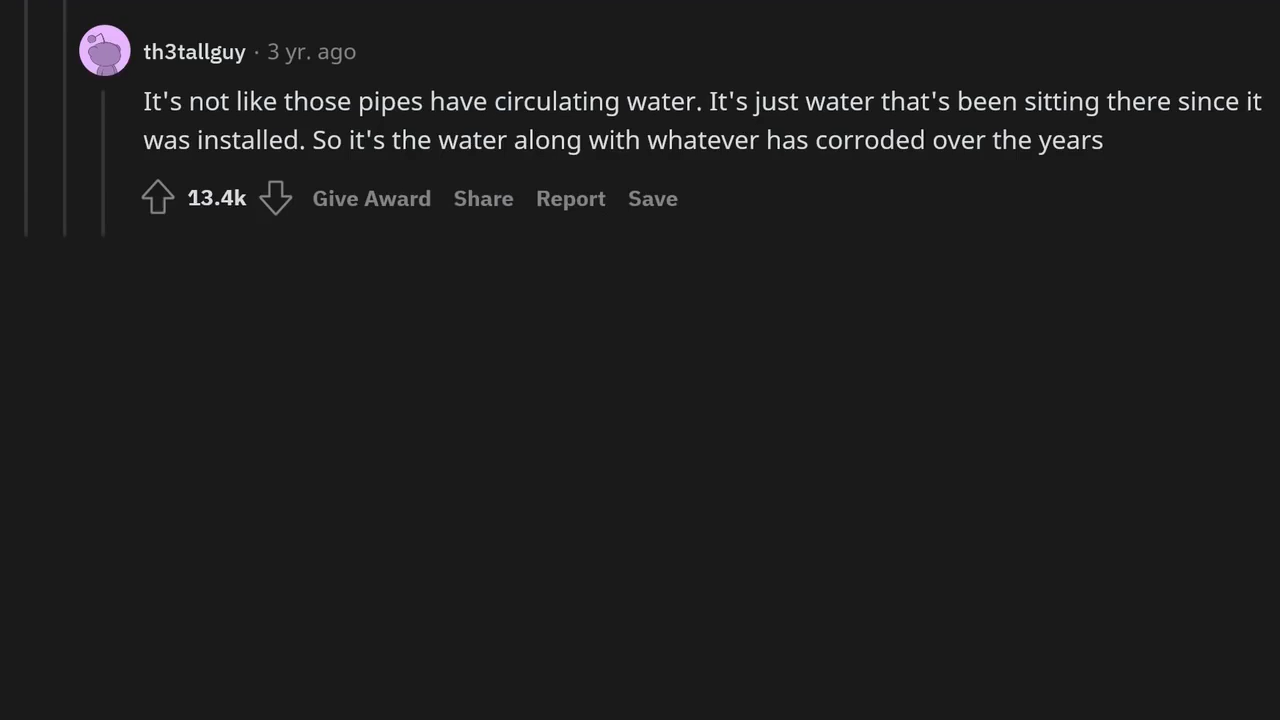 th3tallguy · 3 yr. ago
It's not like those pipes have circulating water. It's just water that's been sitting there since it
was installed. So it's the water along with whatever has corroded over the years
13.4k Give Award Share Report Save